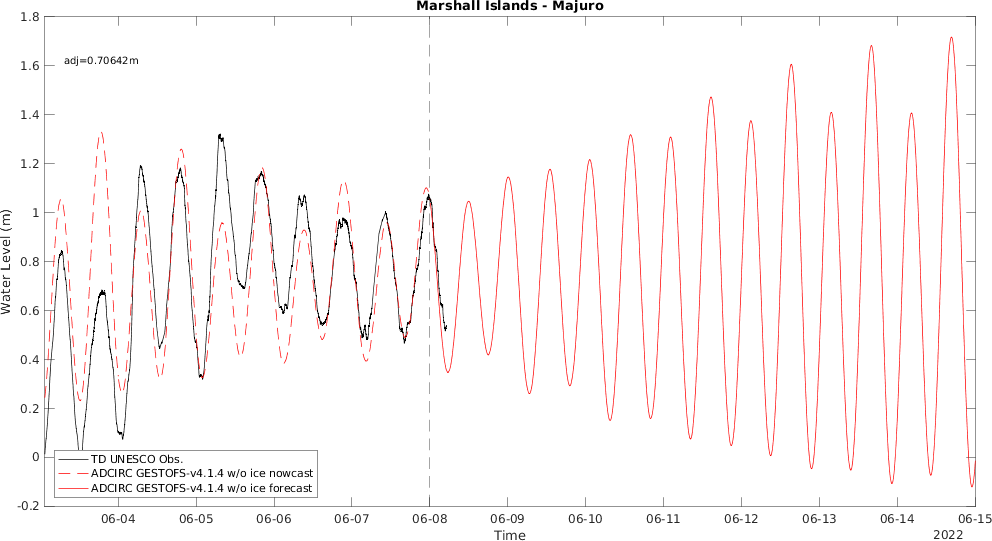 Marshall Islands - Majuro
adj=0.70642m
Water Level (m)
1.8
1.6
1.4
1.2
1
0.8
0.6
0.4
0.2
0
-0.2
TD UNESCO Obs.
ADCIRC GESTOFS-v4.1.4 w/o ice nowcast
ADCIRC GESTOFS-v4.1.4 w/o ice forecast
06-04 06-05 06-06 06-07 06-08 06-09 06-10 06-11 06-12 06-13 06-14 06-15
Time
2022